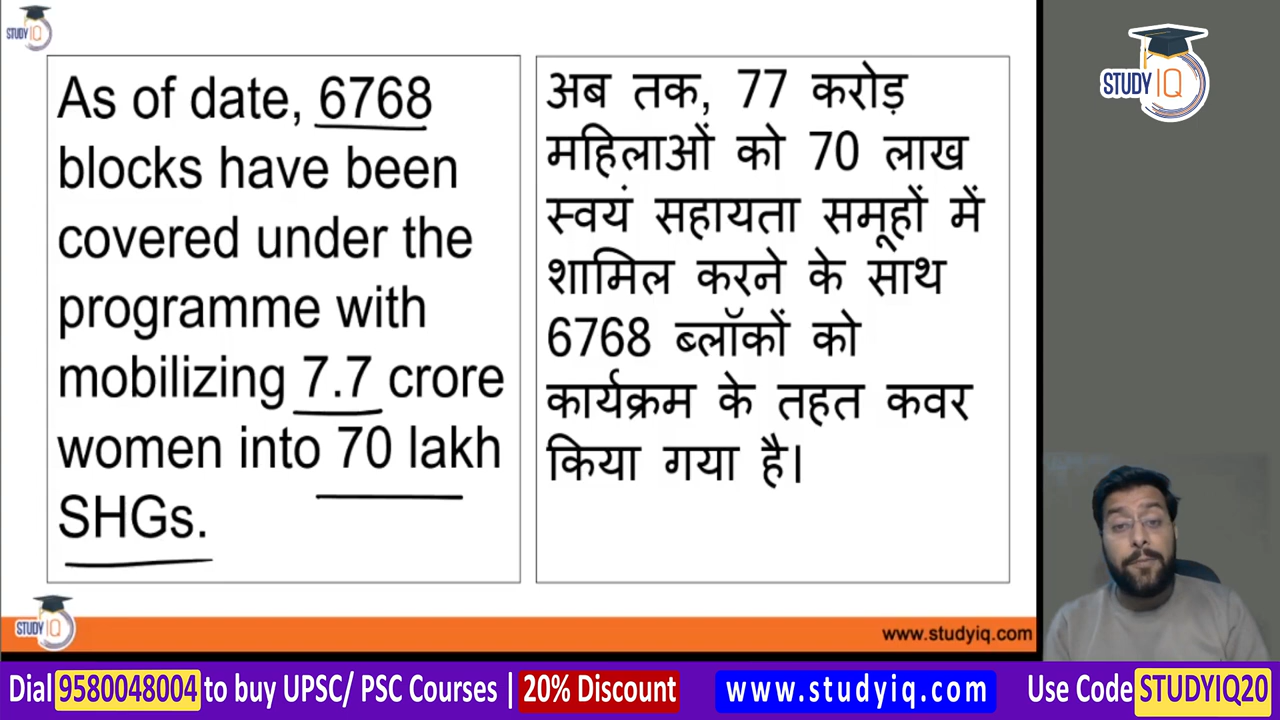 STUDY IQ
As of date, 6768
blocks have been
covered under the
programme with
mobilizing 7.7 crore
women into 70 lakh
SHGs.
अब तक, 77 करोड़
महिलाओं को 70 लाख
स्वयं सहायता समूहों में
शामिल करने के साथ
6768 ब्लॉकों को
कार्यक्रम के तहत कवर
किया गया है।
STUDY IQ
STUDY IQ
www.studyiq.com
Dial 9580048004 to buy UPSC/ PSC Courses | 20% Discount www.studyiq.com Use Code STUDYIQ20